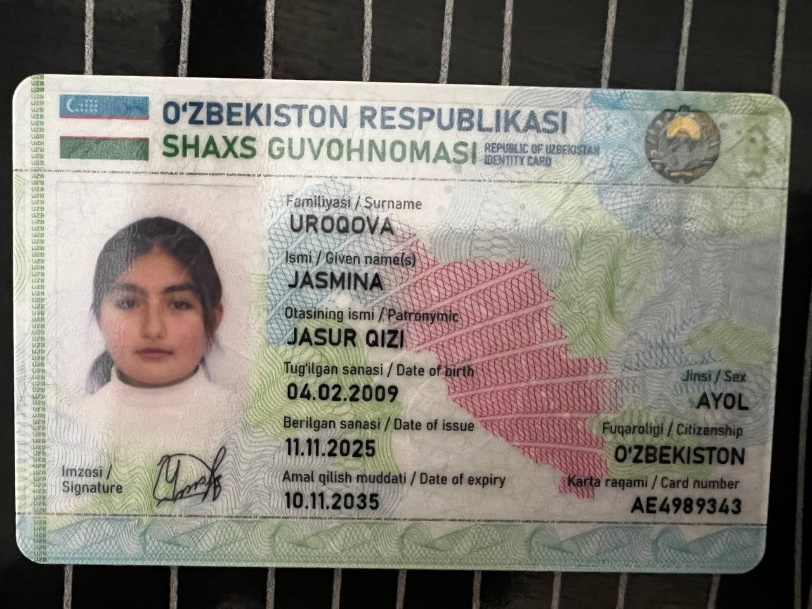 O‘ZBEKISTON RESPUBLIKASI
SHAXS GUVOHNOMASI
REPUBLIC OF UZBEKISTAN
IDENTITY CARD
Familiyasi / Surname
UROQOVA
Ismi / Given name(s)
JASMINA
Otasining ismi / Patronymic
JASUR QIZI
Tug‘ilgan sanasi / Date of birth
04.02.2009
Jinsi / Sex
AYOL
Berilgan sanasi / Date of issue
11.11.2025
Fuqaroligi / Citizenship
O‘ZBEKISTON
Imzosi /
Signature
Amal qilish muddati / Date of expiry
10.11.2035
Karta raqami / Card number
AE4989343